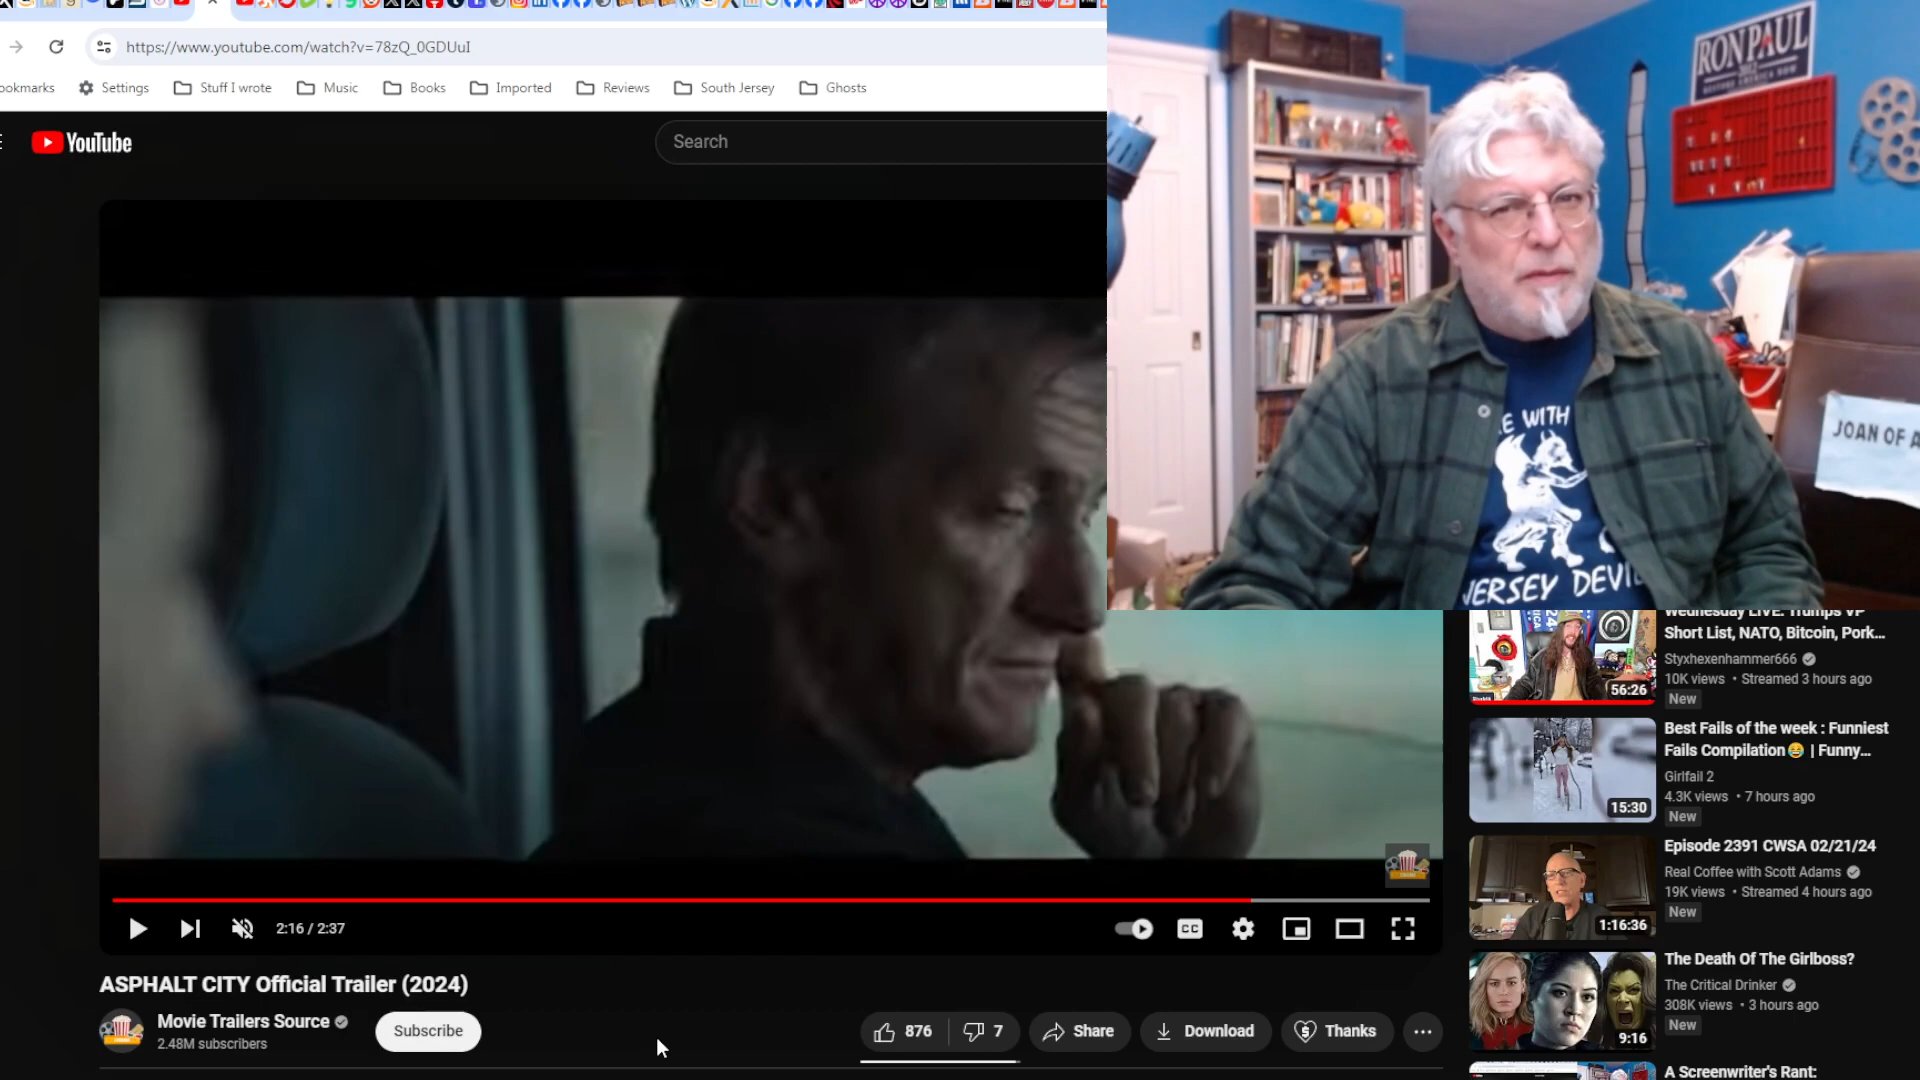 https://www.youtube.com/watch?v=78zQ_0GDUuI
ookmarks
Settings
Stuff I wrote
Music
Books
Imported
Reviews
South Jersey
Ghosts
YouTube
Search
RON PAUL
E WITH
JERSEY DEVI
JOAN OF A
Wednesday LIVE: Trumps VP
Short List, NATO, Bitcoin, Pork...
Styxhexenhammer666
10K views • Streamed 3 hours ago
56:26
New
Best Fails of the week : Funniest
Fails Compilation😂 | Funny...
Girlfail 2
4.3K views • 7 hours ago
15:30
New
Episode 2391 CWSA 02/21/24
Real Coffee with Scott Adams
19K views • Streamed 4 hours ago
1:16:36
New
The Death Of The Girlboss?
The Critical Drinker
308K views • 3 hours ago
New
9:16
A Screenwriter's Rant:
2:16 / 2:37
CC
ASPHALT CITY Official Trailer (2024)
Movie Trailers Source
2.48M subscribers
Subscribe
876
7
Share
Download
Thanks